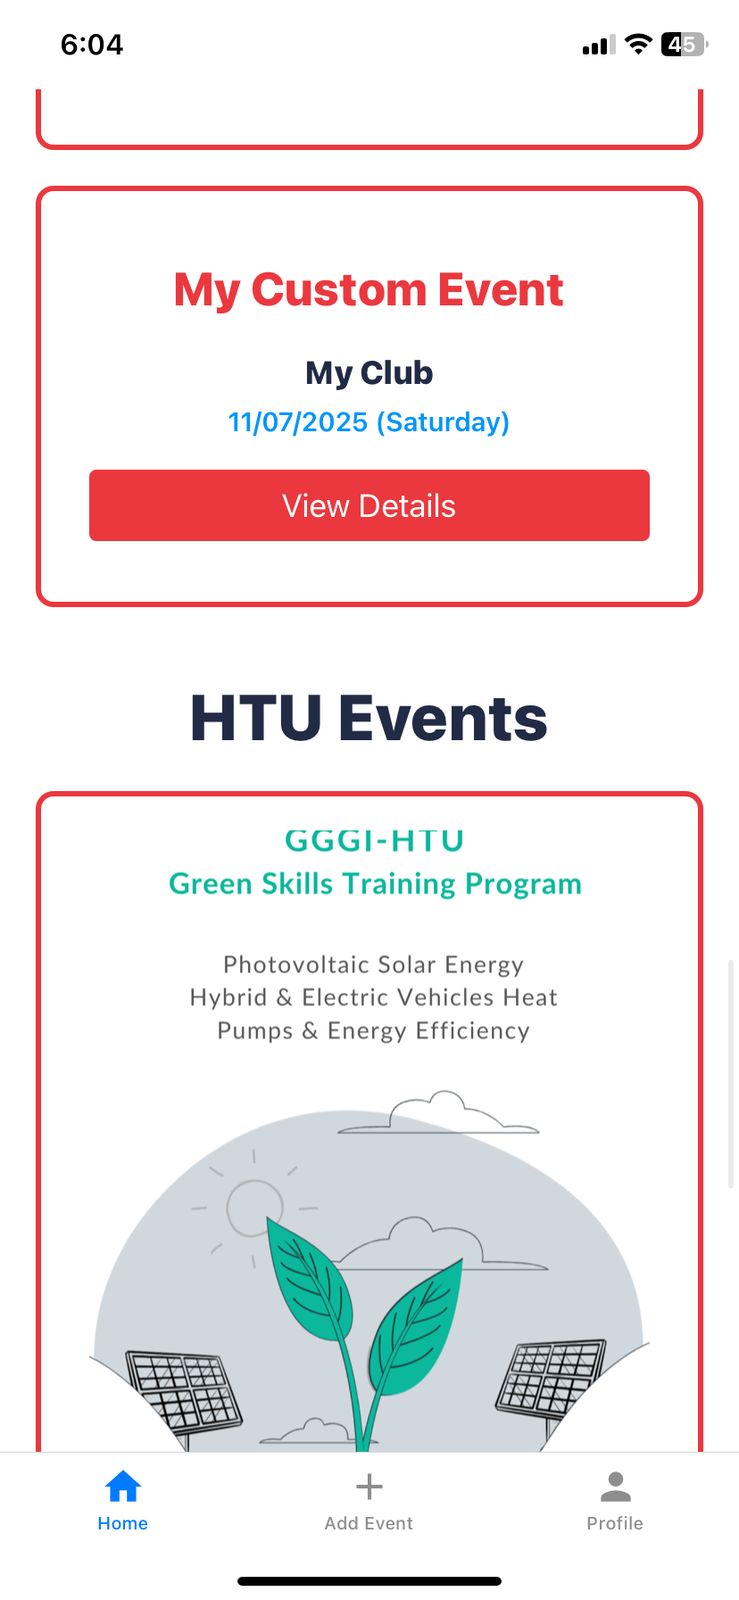 6:04
45
My Custom Event
My Club
11/07/2025 (Saturday)
View Details
HTU Events
GGGI-HTU
Green Skills Training Program
Photovoltaic Solar Energy
Hybrid & Electric Vehicles Heat
Pumps & Energy Efficiency
Home
Add Event
Profile